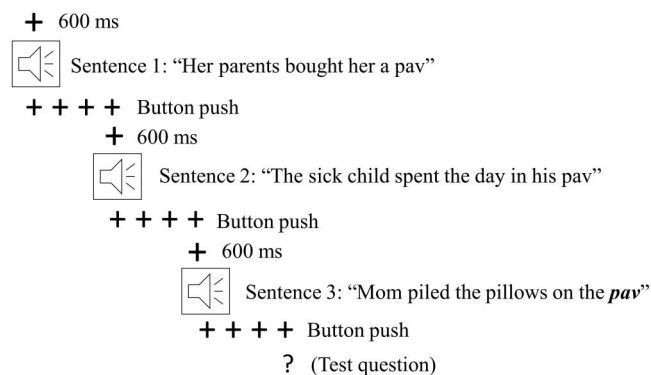 + 600 ms
Sentence 1: “Her parents bought her a pav”
+ + + + Button push
+ 600 ms
Sentence 2: “The sick child spent the day in his pav”
+ + + + Button push
+ 600 ms
Sentence 3: “Mom piled the pillows on the pav”
+ + + + Button push
? (Test question)